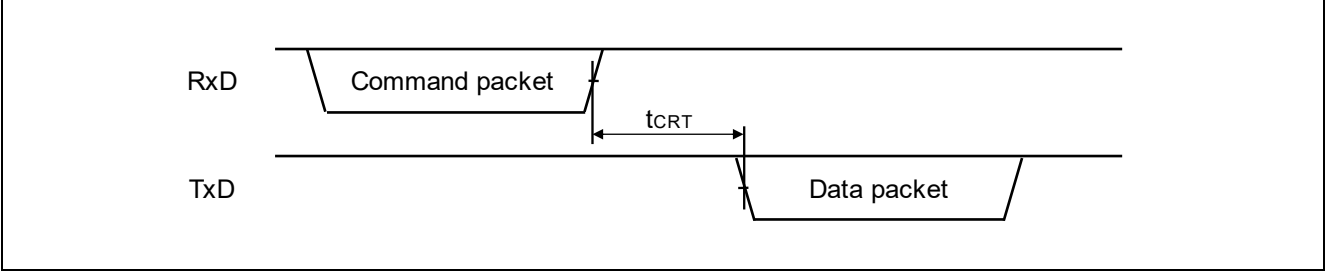 RxD
Command packet
tCRT
TxD
Data packet